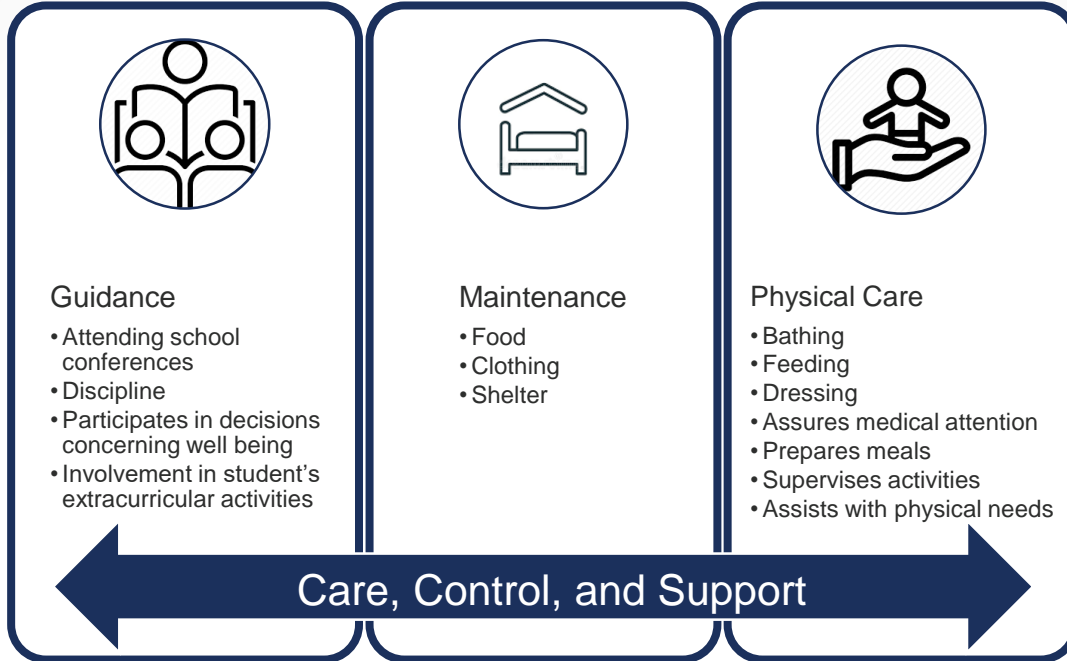 Guidance
• Attending school
conferences
• Discipline
• Participates in decisions
concerning well being
• Involvement in student's
extracurricular activities
Maintenance
• Food
• Clothing
• Shelter
Physical Care
• Bathing
• Feeding
• Dressing
• Assures medical attention
• Prepares meals
• Supervises activities
• Assists with physical needs
Care, Control, and Support